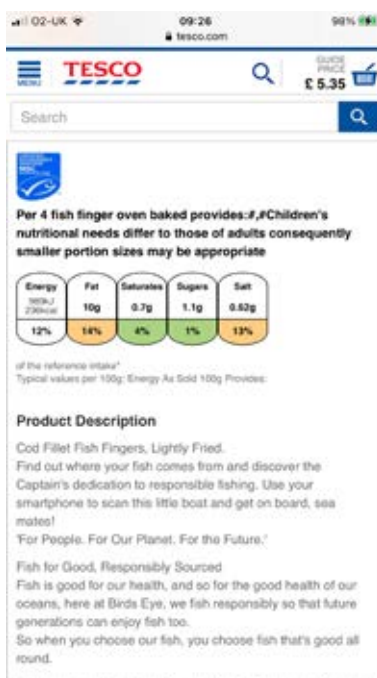 O2-UK 09:26 98%
tesco.com
MENU TESCO GUIDE PRICE £ 5.35
Search
Per 4 fish finger oven baked provides:#,#Children's
nutritional needs differ to those of adults consequently
smaller portion sizes may be appropriate
Energy Fat Saturates Sugars Salt
10g 0.7g 1.1g 0.62g
236kcal
12% 14% 4% 1% 13%
of the reference intake*
Typical values per 100g: Energy As Sold 100g Provides:
Product Description
Cod Fillet Fish Fingers, Lightly Fried.
Find out where your fish comes from and discover the
Captain's dedication to responsible fishing. Use your
smartphone to scan this little boat and get on board, sea
mates!
'For People. For Our Planet. For the Future.'
Fish for Good, Responsibly Sourced
Fish is good for our health, and so for the good health of our
oceans, here at Birds Eye, we fish responsibly so that future
generations can enjoy fish too.
So when you choose our fish, you choose fish that's good all
round.